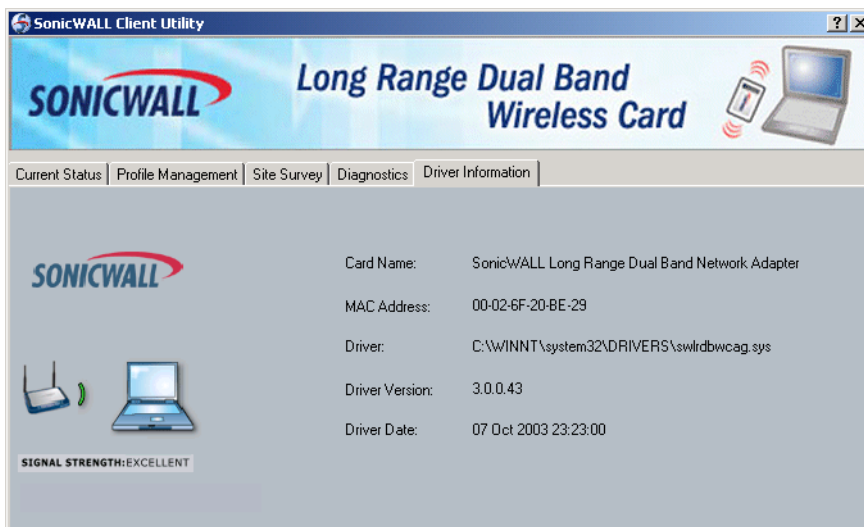 SonicWALL Client Utility
SONICWALL
Long Range Dual Band
Wireless Card
Current Status
Profile Management
Site Survey
Diagnostics
Driver Information
SONICWALL
Card Name: SonicWALL Long Range Dual Band Network Adapter
MAC Address: 00-02-6F-20-BE-29
Driver: C:\WINNT\system32\DRIVERS\swlrdbwcag.sys
Driver Version: 3.0.0.43
Driver Date: 07 Oct 2003 23:23:00
SIGNAL STRENGTH:EXCELLENT